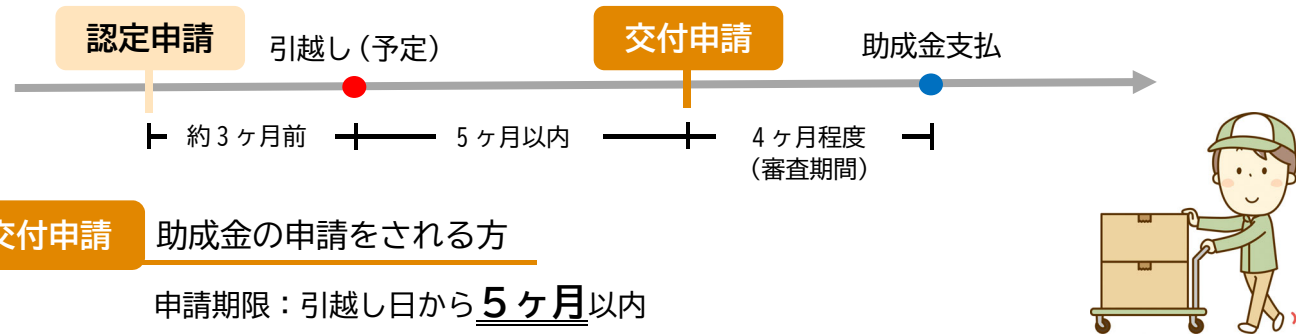 認定申請
引越し（予定）
交付申請
助成金支払
約３ヶ月前
５ヶ月以内
４ヶ月程度
（審査期間）
交付申請
助成金の申請をされる方
申請期限：引越し日から５ヶ月以内